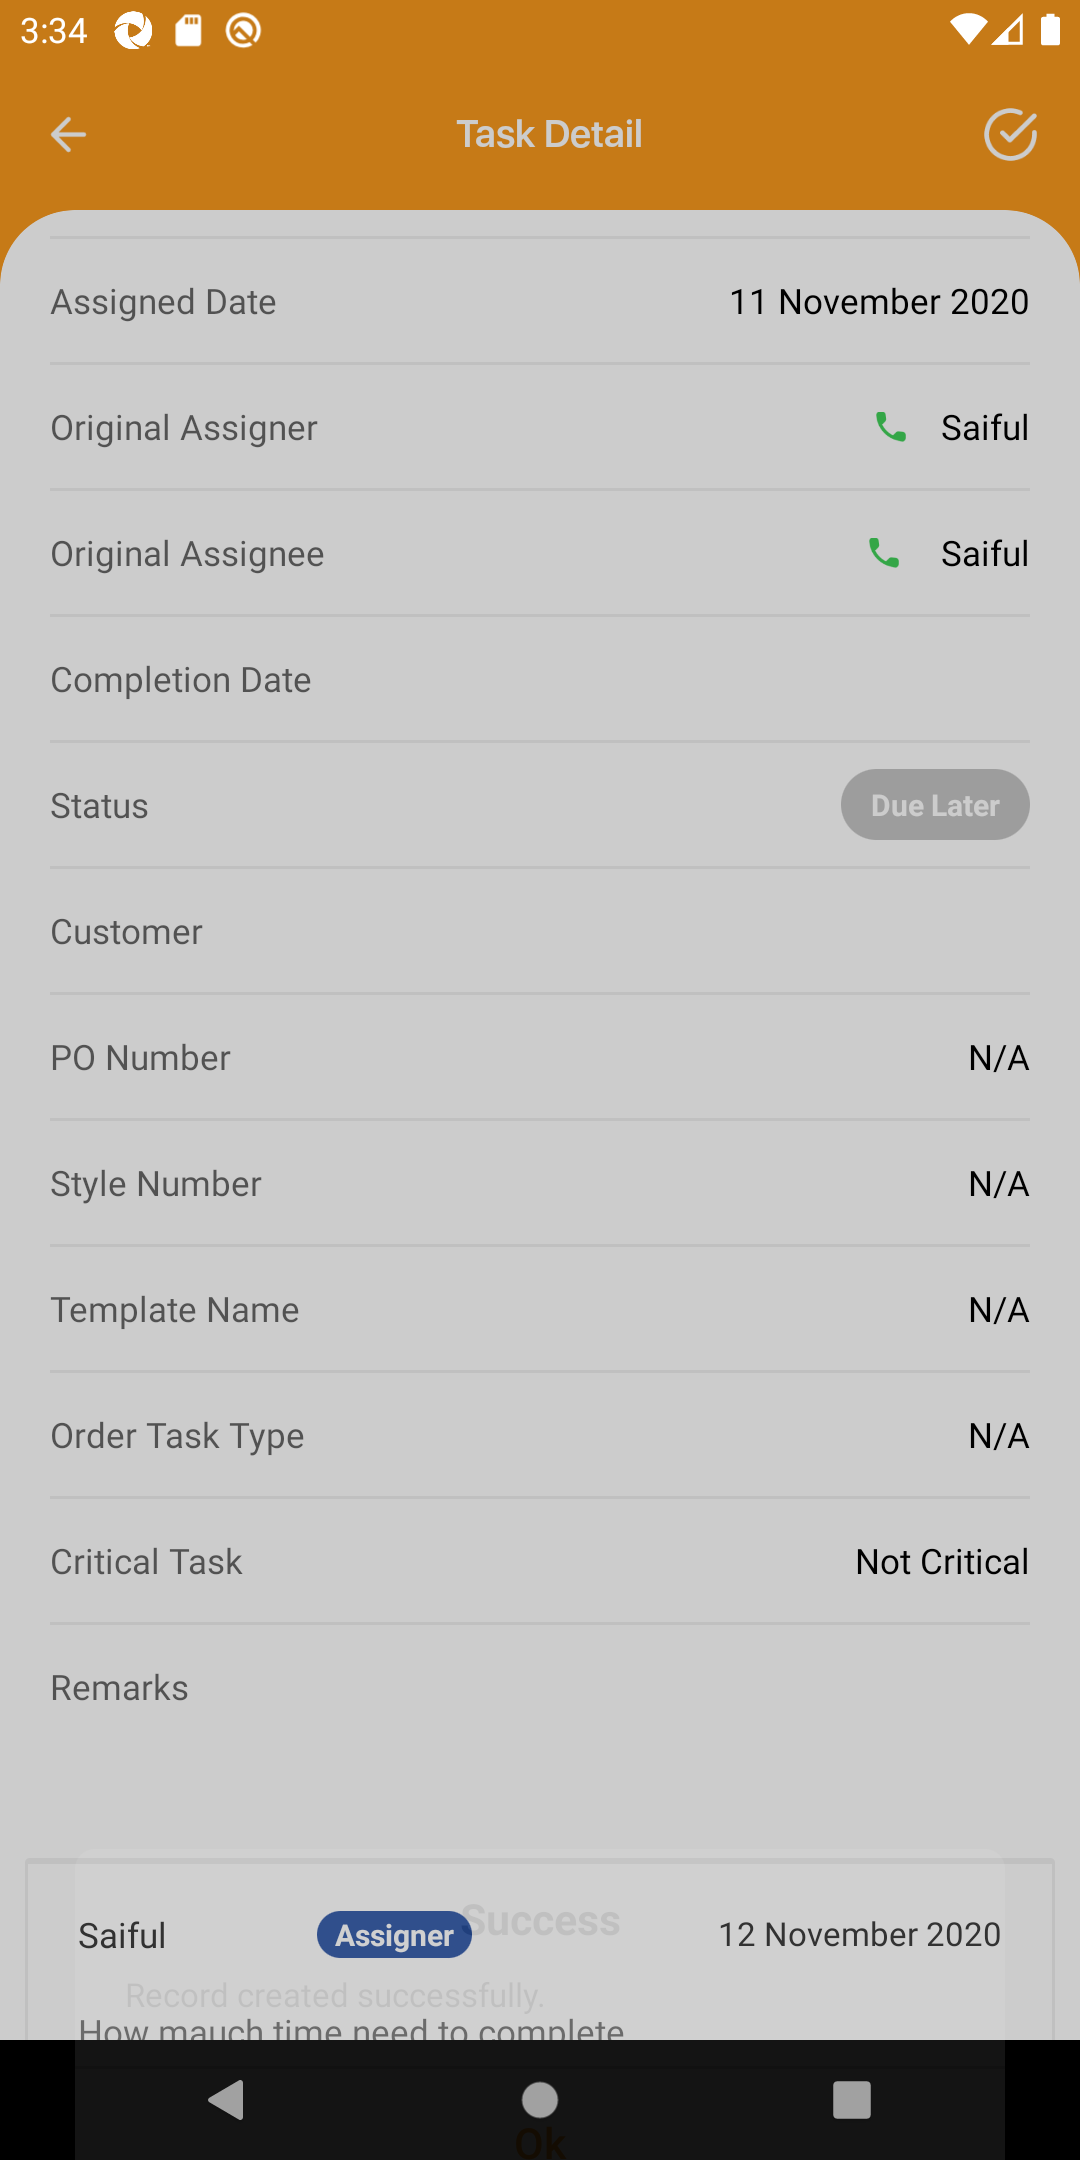 3:34
Task Detail
Assigned Date 11 November 2020
Original Assigner Saiful
Original Assignee Saiful
Completion Date
Status Due Later
Customer
PO Number N/A
Style Number N/A
Template Name N/A
Order Task Type N/A
Critical Task Not Critical
Remarks
Success
Saiful Assigner 12 November 2020
Record created successfully.
How mauch time need to complete
Ok